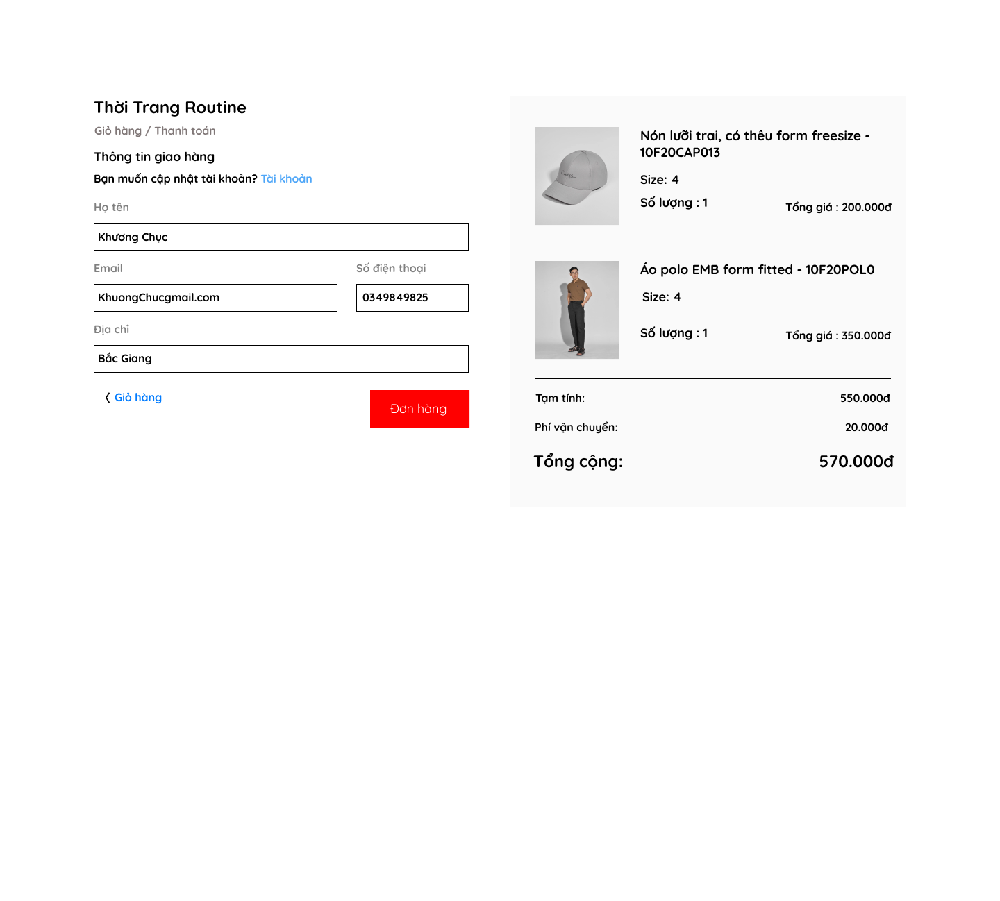 Thời Trang Routine
Giỏ hàng / Thanh toán
Thông tin giao hàng
Bạn muốn cập nhật tài khoản? Tài khoản
Họ tên
Khương Chục
Email
Số điện thoại
KhuongChucgmail.com
0349849825
Địa chỉ
Bắc Giang
Giỏ hàng
Đơn hàng
Nón lưỡi trai, có thêu form freesize -
10F20CAP013
Size: 4
Số lượng : 1
Tổng giá : 200.000đ
Áo polo EMB form fitted - 10F20POL0
Size: 4
Số lượng : 1
Tổng giá : 350.000đ
Tạm tính:
550.000đ
Phí vận chuyển:
20.000đ
Tổng cộng:
570.000đ